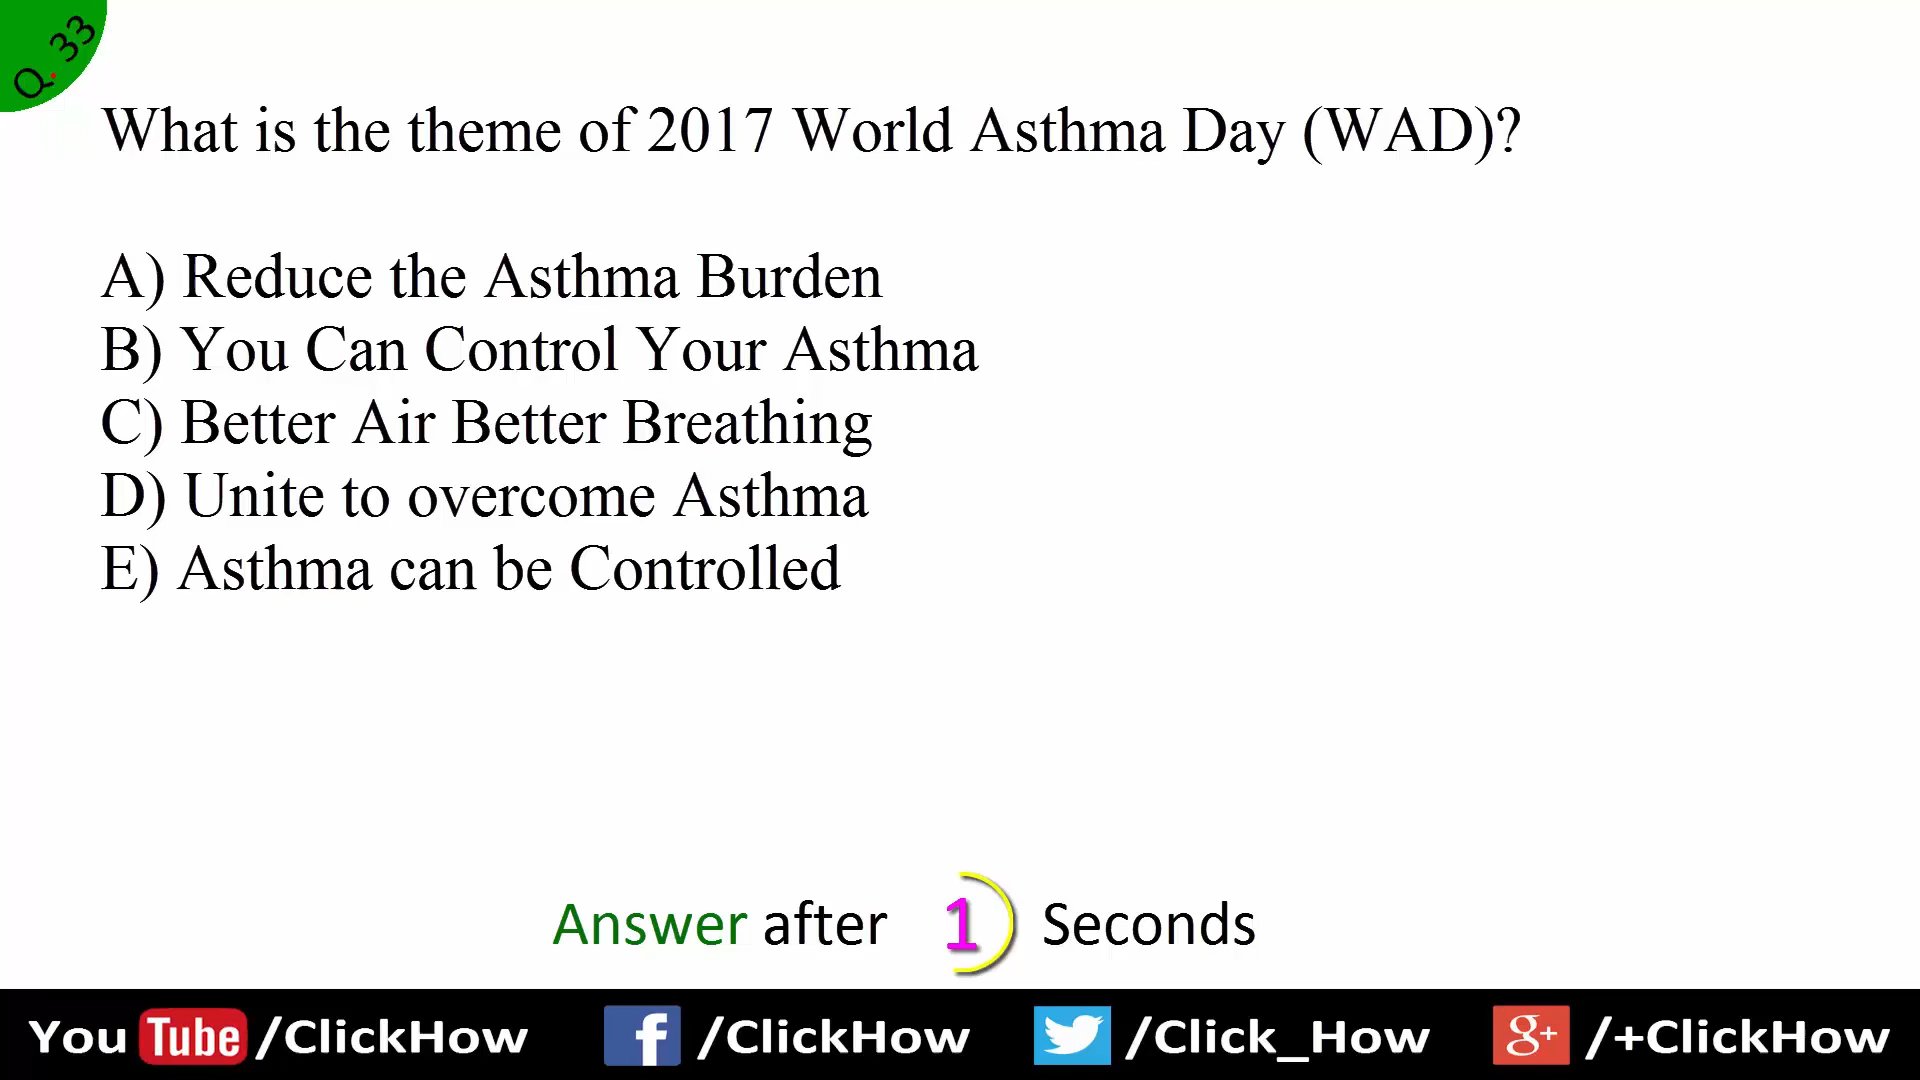 Q. 33
What is the theme of 2017 World Asthma Day (WAD)?
A) Reduce the Asthma Burden
B) You Can Control Your Asthma
C) Better Air Better Breathing
D) Unite to overcome Asthma
E) Asthma can be Controlled
Answer after 1 Seconds
You Tube /ClickHow f /ClickHow /Click_How g+ /+ClickHow